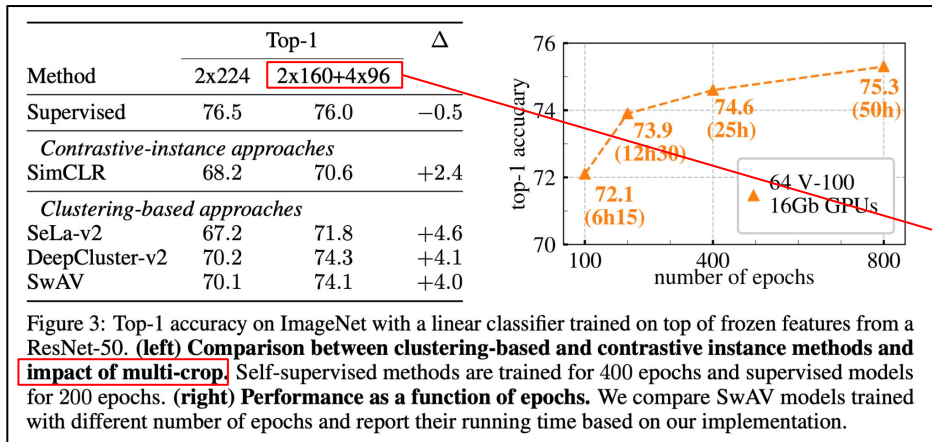 Top-1 Δ
Method 2x224 2x160+4x96
Supervised 76.5 76.0 −0.5
Contrastive-instance approaches
SimCLR 68.2 70.6 +2.4
Clustering-based approaches
SeLa-v2 67.2 71.8 +4.6
DeepCluster-v2 70.2 74.3 +4.1
SwAV 70.1 74.1 +4.0
76
74
72
70
top-1 accucary
72.1
(6h15)
73.9
(12h30)
74.6
(25h)
75.3
(50h)
64 V-100
16Gb GPUs
100 400 800
number of epochs
Figure 3: Top-1 accuracy on ImageNet with a linear classifier trained on top of frozen features from a
ResNet-50. (left) Comparison between clustering-based and contrastive instance methods and
impact of multi-crop. Self-supervised methods are trained for 400 epochs and supervised models
for 200 epochs. (right) Performance as a function of epochs. We compare SwAV models trained
with different number of epochs and report their running time based on our implementation.